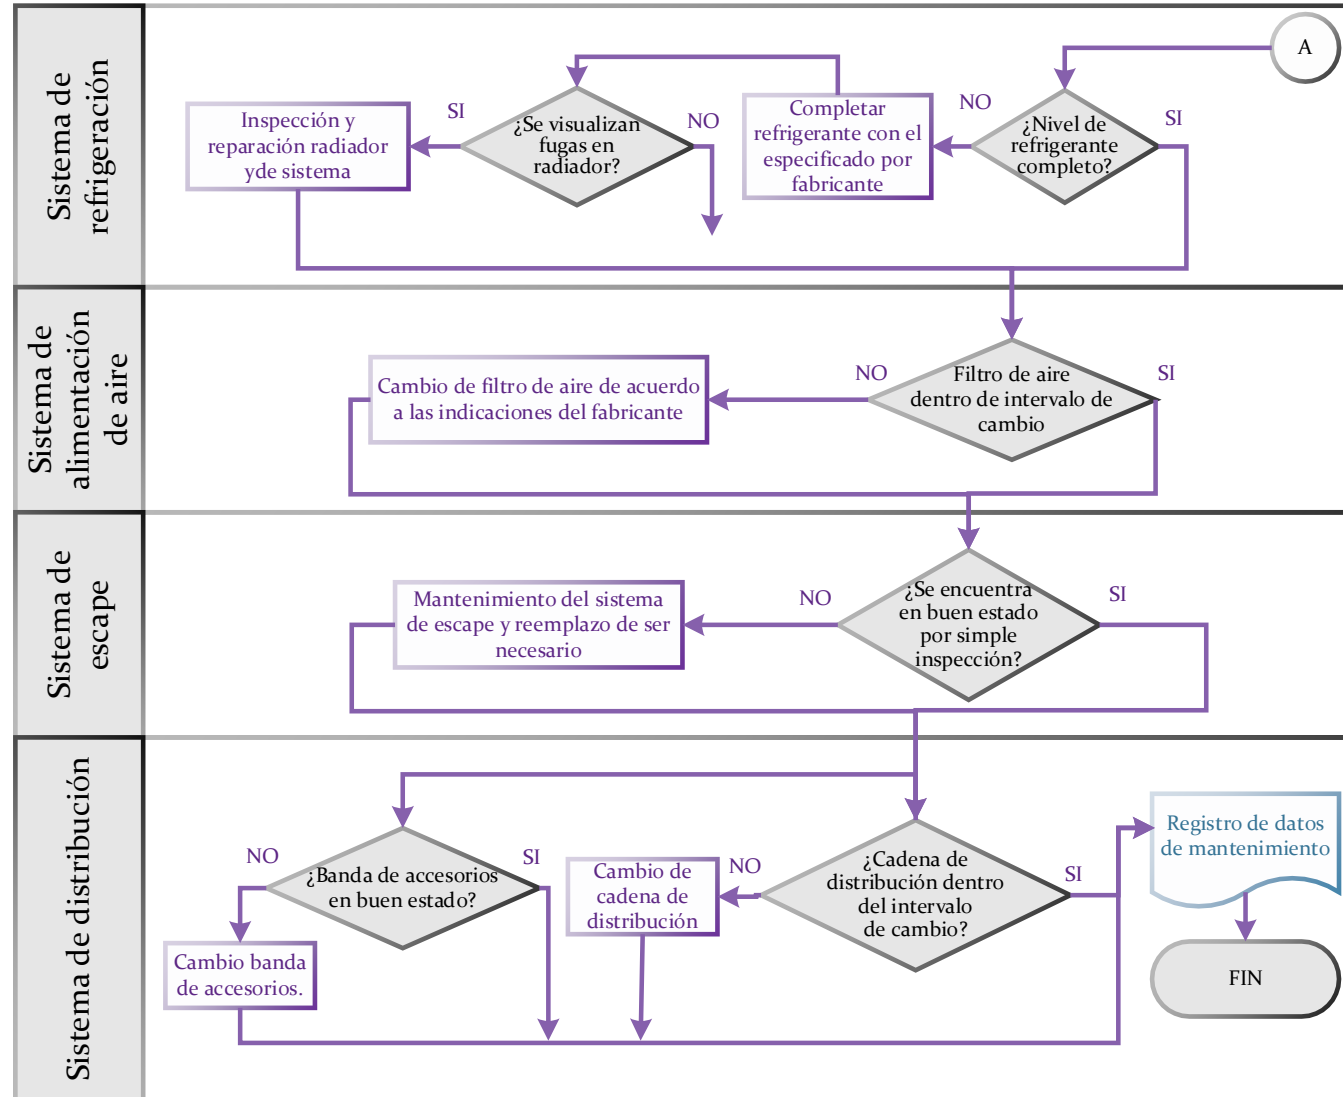 Sistema de
refrigeración
A
SI
Inspección y
reparación radiador
yde sistema
¿Se visualizan
fugas en
radiador?
NO
Completar
refrigerante con el
especificado por
fabricante
NO
¿Nivel de
refrigerante
completo?
SI
Sistema de
alimentación
de aire
Cambio de filtro de aire de acuerdo
a las indicaciones del fabricante
NO
Filtro de aire
dentro de intervalo de
cambio
SI
Sistema de
escape
Mantenimiento del sistema
de escape y reemplazo de ser
necesario
NO
¿Se encuentra
en buen estado
por simple
inspección?
SI
Sistema de distribución
NO
¿Banda de accesorios
en buen estado?
SI
Cambio banda
de accesorios.
Cambio de
cadena de
distribución
NO
¿Cadena de
distribución dentro
del intervalo
de cambio?
SI
Registro de datos
de mantenimiento
FIN